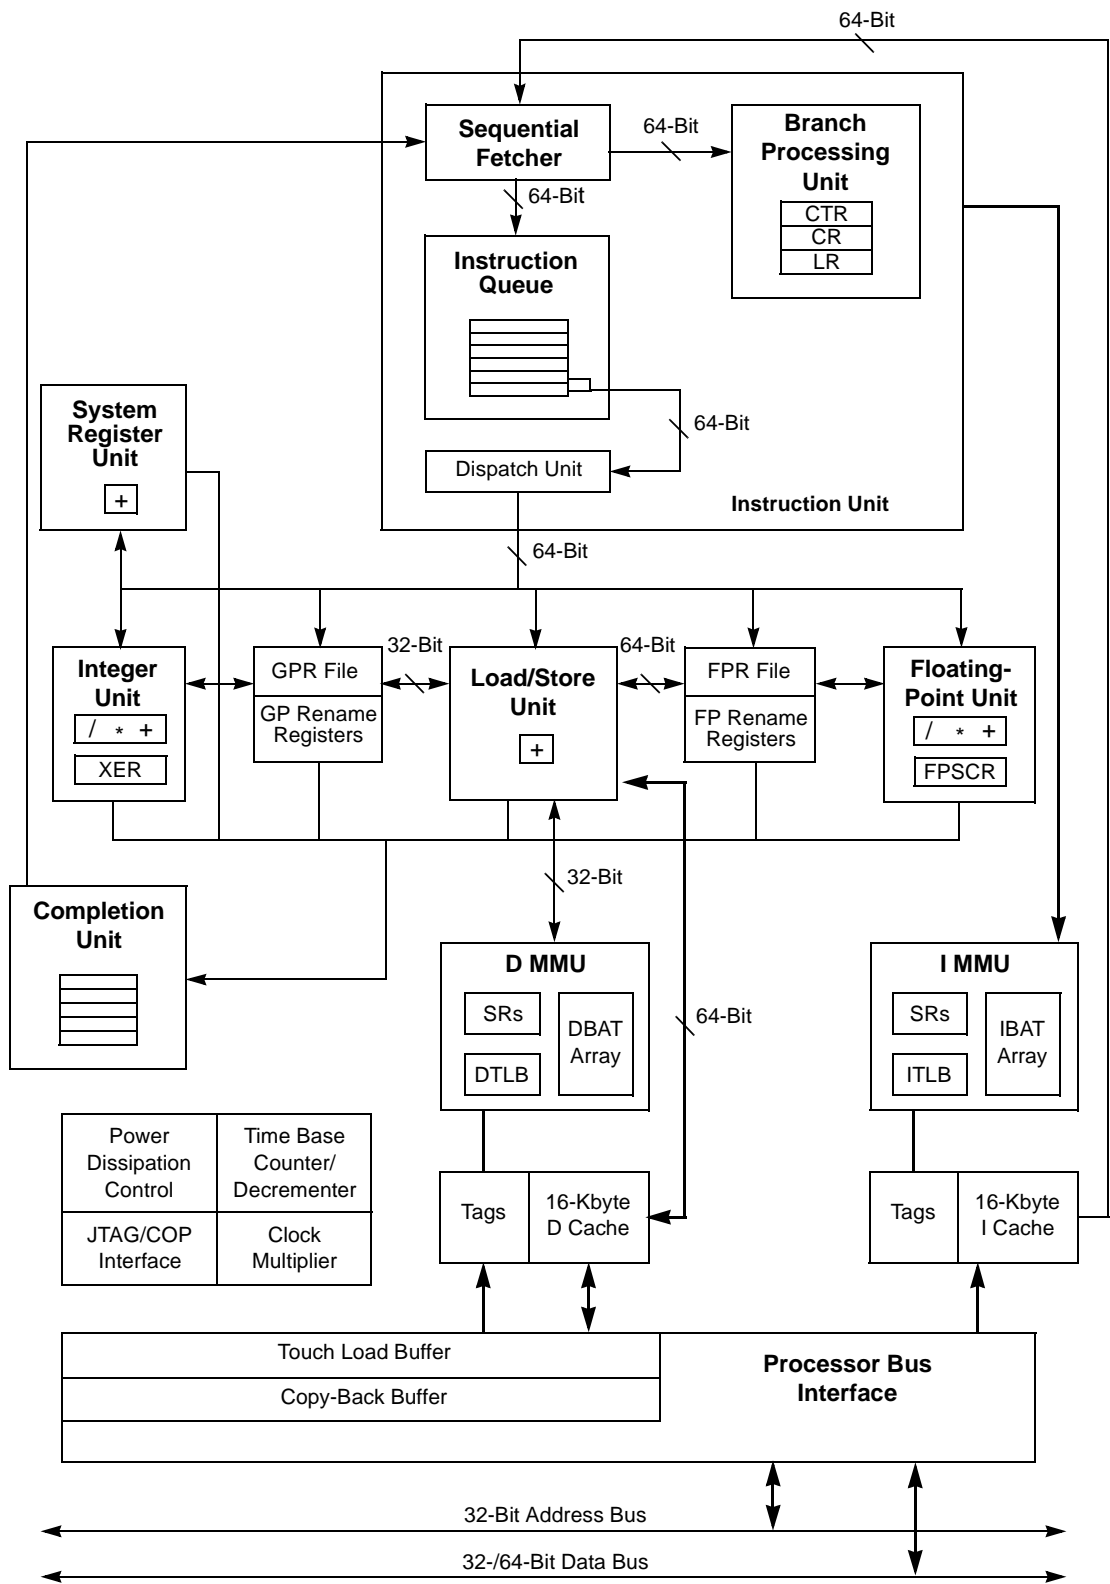 64-Bit
Sequential
Fetcher
64-Bit
Branch
Processing
Unit
CTR
CR
LR
64-Bit
Instruction
Queue
64-Bit
Dispatch Unit
Instruction Unit
System
Register
Unit
+
64-Bit
Integer
Unit
/ * +
XER
GPR File
GP Rename
Registers
32-Bit
Load/Store
Unit
+
64-Bit
FPR File
FP Rename
Registers
Floating-
Point Unit
/ * +
FPSCR
32-Bit
Completion
Unit
D MMU
SRs
DTLB
DBAT
Array
64-Bit
I MMU
SRs
ITLB
IBAT
Array
Power
Dissipation
Control
Time Base
Counter/
Decrementer
JTAG/COP
Interface
Clock
Multiplier
Tags
16-Kbyte
D Cache
Tags
16-Kbyte
I Cache
Touch Load Buffer
Copy-Back Buffer
Processor Bus
Interface
32-Bit Address Bus
32-/64-Bit Data Bus